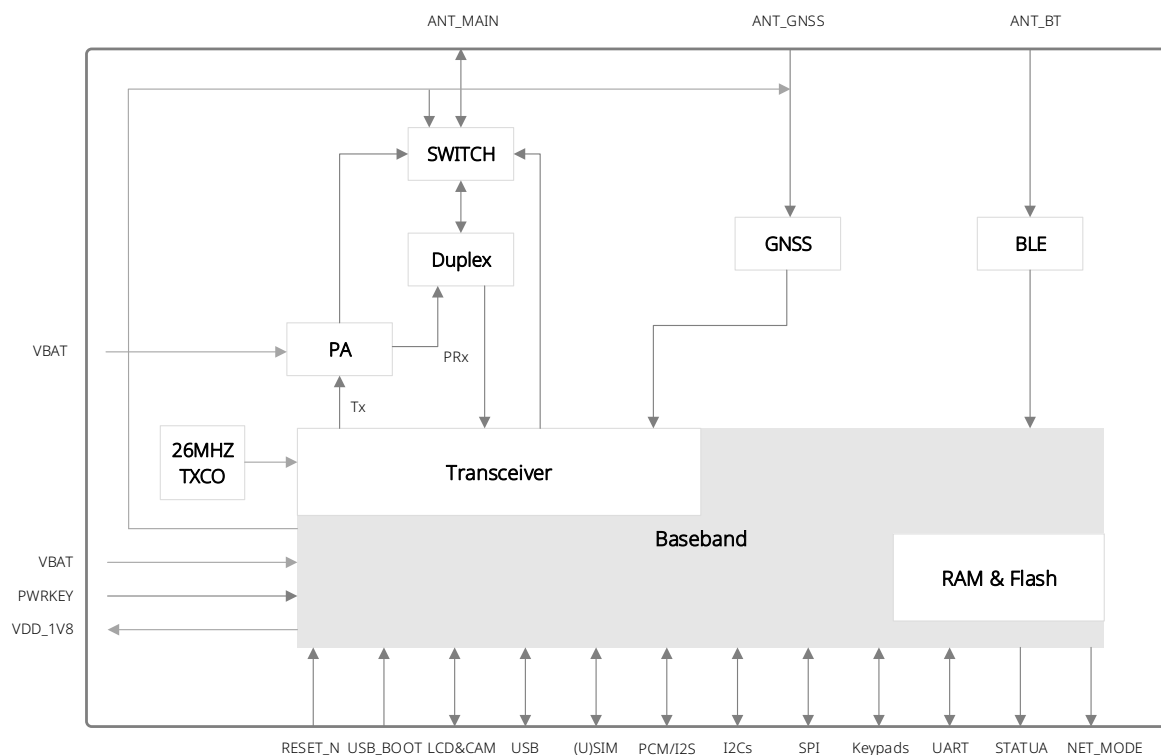 ANT_MAIN ANT_GNSS ANT_BT
SWITCH
GNSS BLE
Duplex
VBAT PA PRx
Tx
26MHZ
TXCO
Transceiver
Baseband
VBAT
RAM & Flash
PWRKEY
VDD_1V8
RESET_N USB_BOOT LCD&CAM USB (U)SIM PCM/I2S I2Cs SPI Keypads UART STATUA NET_MODE